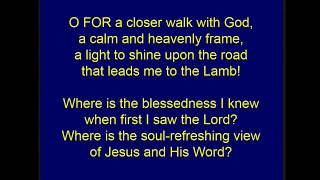 O FOR a closer walk with God,
a calm and heavenly frame,
a light to shine upon the road
that leads me to the Lamb!
Where is the blessedness I knew
when first I saw the Lord?
Where is the soul-refreshing view
of Jesus and His Word?